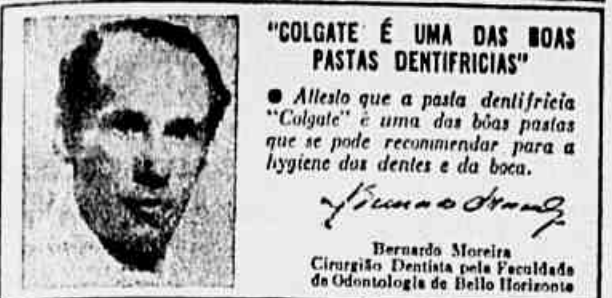 "COLGATE É UMA DAS BOAS
PASTAS DENTIFRICIAS"
● Attesto que a pasta dentifricia
"Colgate" é uma das bôas pastas
que se pode recommendar para a
hygiene dos dentes e da boca.
Bernardo Moreira
Cirurgião Dentista pela Faculdade
de Odontologia de Bello Horizonte